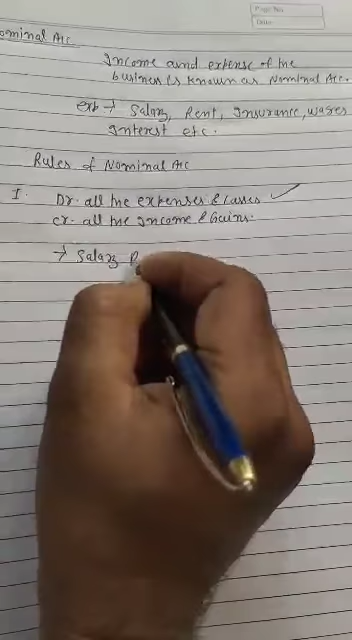 Page No.
Date:
ominal A/c
Income and expense of the
business is known as Nominal A/c.
ex → Salary, Rent, Insurance, wages
Interest etc.
Rules of Nominal A/c
I. Dr. all the expenses & losses
Cr. all the Income & Gains.
→ Salary P